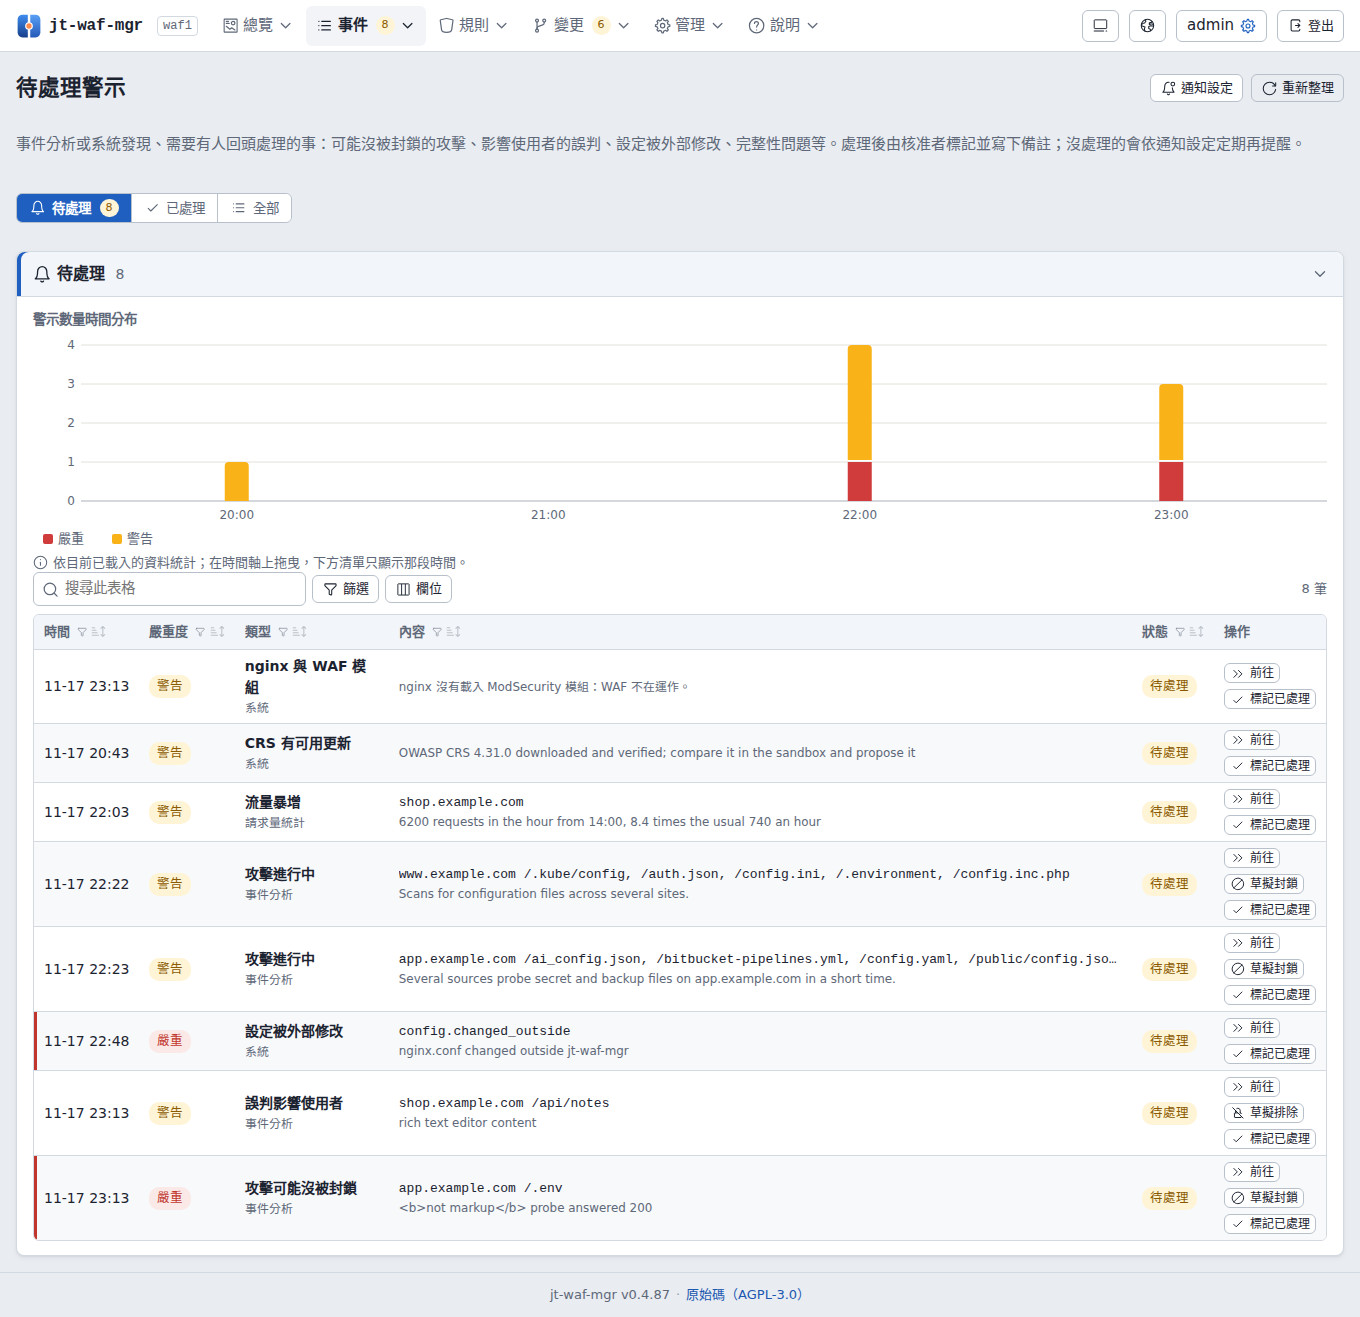 jt-waf-mgr waf1 總覽 事件 8 規則 變更 6 管理 說明 admin 登出
待處理警示 通知設定 重新整理
事件分析或系統發現、需要有人回頭處理的事：可能沒被封鎖的攻擊、影響使用者的誤判、設定被外部修改、完整性問題等。處理後由核准者標記並寫下備註；沒處理的會依通知設定定期再提醒。
待處理 8 已處理 全部
待處理 8
警示數量時間分布
4
3
2
1
0
20:00 21:00 22:00 23:00
嚴重 警告
依目前已載入的資料統計；在時間軸上拖曳，下方清單只顯示那段時間。
搜尋此表格 篩選 欄位 8 筆
時間 嚴重度 類型 內容 狀態 操作
11-17 23:13 警告 nginx 與 WAF 模組 系統 nginx 沒有載入 ModSecurity 模組：WAF 不在運作。 待處理 前往 標記已處理
11-17 20:43 警告 CRS 有可用更新 系統 OWASP CRS 4.31.0 downloaded and verified; compare it in the sandbox and propose it 待處理 前往 標記已處理
11-17 22:03 警告 流量暴增 請求量統計 shop.example.com 6200 requests in the hour from 14:00, 8.4 times the usual 740 an hour 待處理 前往 標記已處理
11-17 22:22 警告 攻擊進行中 事件分析 www.example.com /.kube/config, /auth.json, /config.ini, /.environment, /config.inc.php Scans for configuration files across several sites. 待處理 前往 草擬封鎖 標記已處理
11-17 22:23 警告 攻擊進行中 事件分析 app.example.com /ai_config.json, /bitbucket-pipelines.yml, /config.yaml, /public/config.jso… Several sources probe secret and backup files on app.example.com in a short time. 待處理 前往 草擬封鎖 標記已處理
11-17 22:48 嚴重 設定被外部修改 系統 config.changed_outside nginx.conf changed outside jt-waf-mgr 待處理 前往 標記已處理
11-17 23:13 警告 誤判影響使用者 事件分析 shop.example.com /api/notes rich text editor content 待處理 前往 草擬排除 標記已處理
11-17 23:13 嚴重 攻擊可能沒被封鎖 事件分析 app.example.com /.env <b>not markup</b> probe answered 200 待處理 前往 草擬封鎖 標記已處理
jt-waf-mgr v0.4.87 · 原始碼（AGPL-3.0）